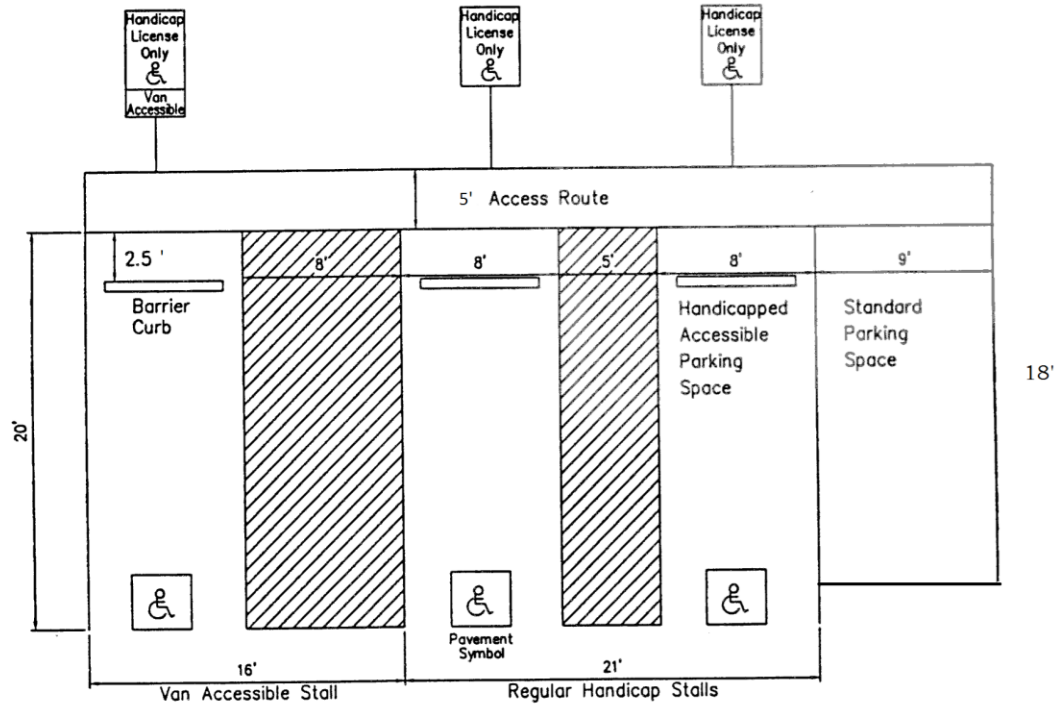 Handicap
License
Only
Van
Accessible
Handicap
License
Only
Handicap
License
Only
5' Access Route
2.5 '
8'
8'
5'
8'
9'
Barrier
Curb
Handicapped
Accessible
Parking
Space
Standard
Parking
Space
18'
20'
Pavement
Symbol
16'
21'
Van Accessible Stall
Regular Handicap Stalls